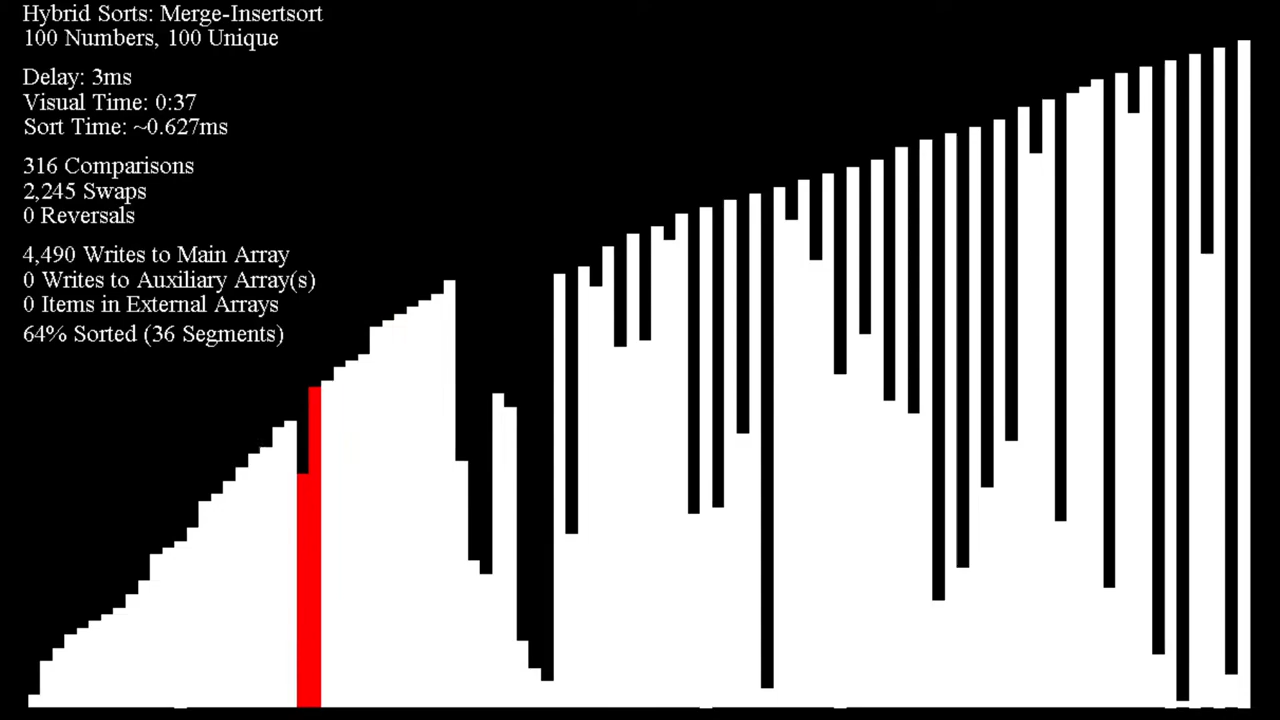 Hybrid Sorts: Merge-Insertsort
100 Numbers, 100 Unique
Delay: 3ms
Visual Time: 0:37
Sort Time: ~0.627ms
316 Comparisons
2,245 Swaps
0 Reversals
4,490 Writes to Main Array
0 Writes to Auxiliary Array(s)
0 Items in External Arrays
64% Sorted (36 Segments)